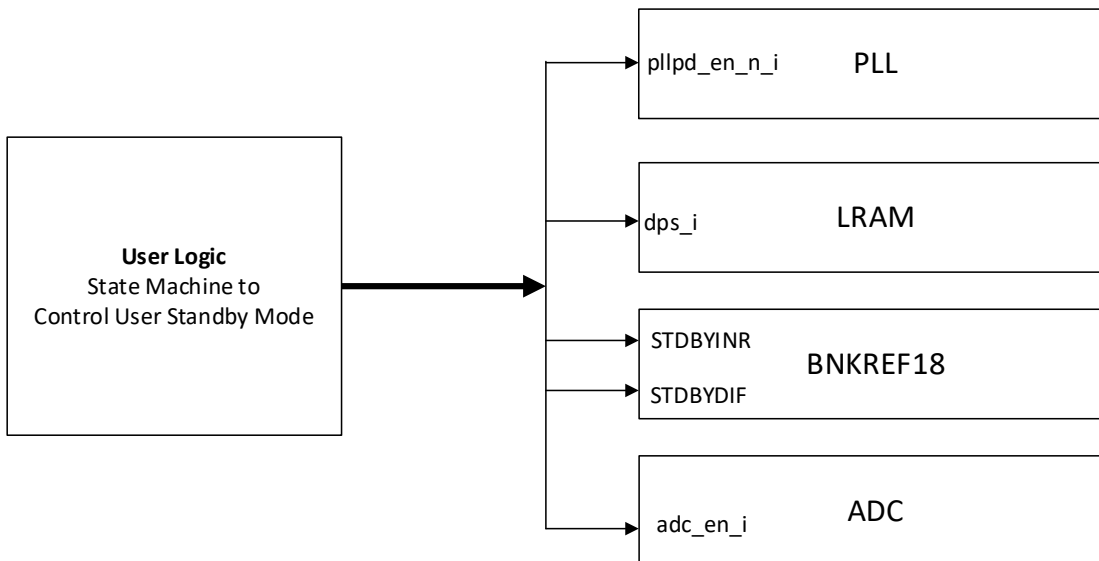 User Logic
State Machine to
Control User Standby Mode
pllpd_en_n_i
PLL
dps_i
LRAM
STDBYINR
BNKREF18
STDBYDIF
adc_en_i
ADC